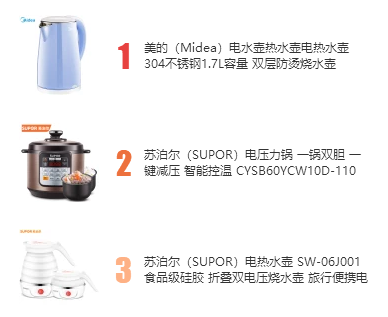 Midea
1
美的（Midea）电水壶热水壶电热水壶
304不锈钢1.7L容量 双层防烫烧水壶
SUPOR
2
苏泊尔（SUPOR）电压力锅 一锅双胆 一
键减压 智能控温 CYSB60YCW10D-110
SUPOR
3
苏泊尔（SUPOR）电热水壶 SW-06J001
食品级硅胶 折叠双电压烧水壶 旅行便携电